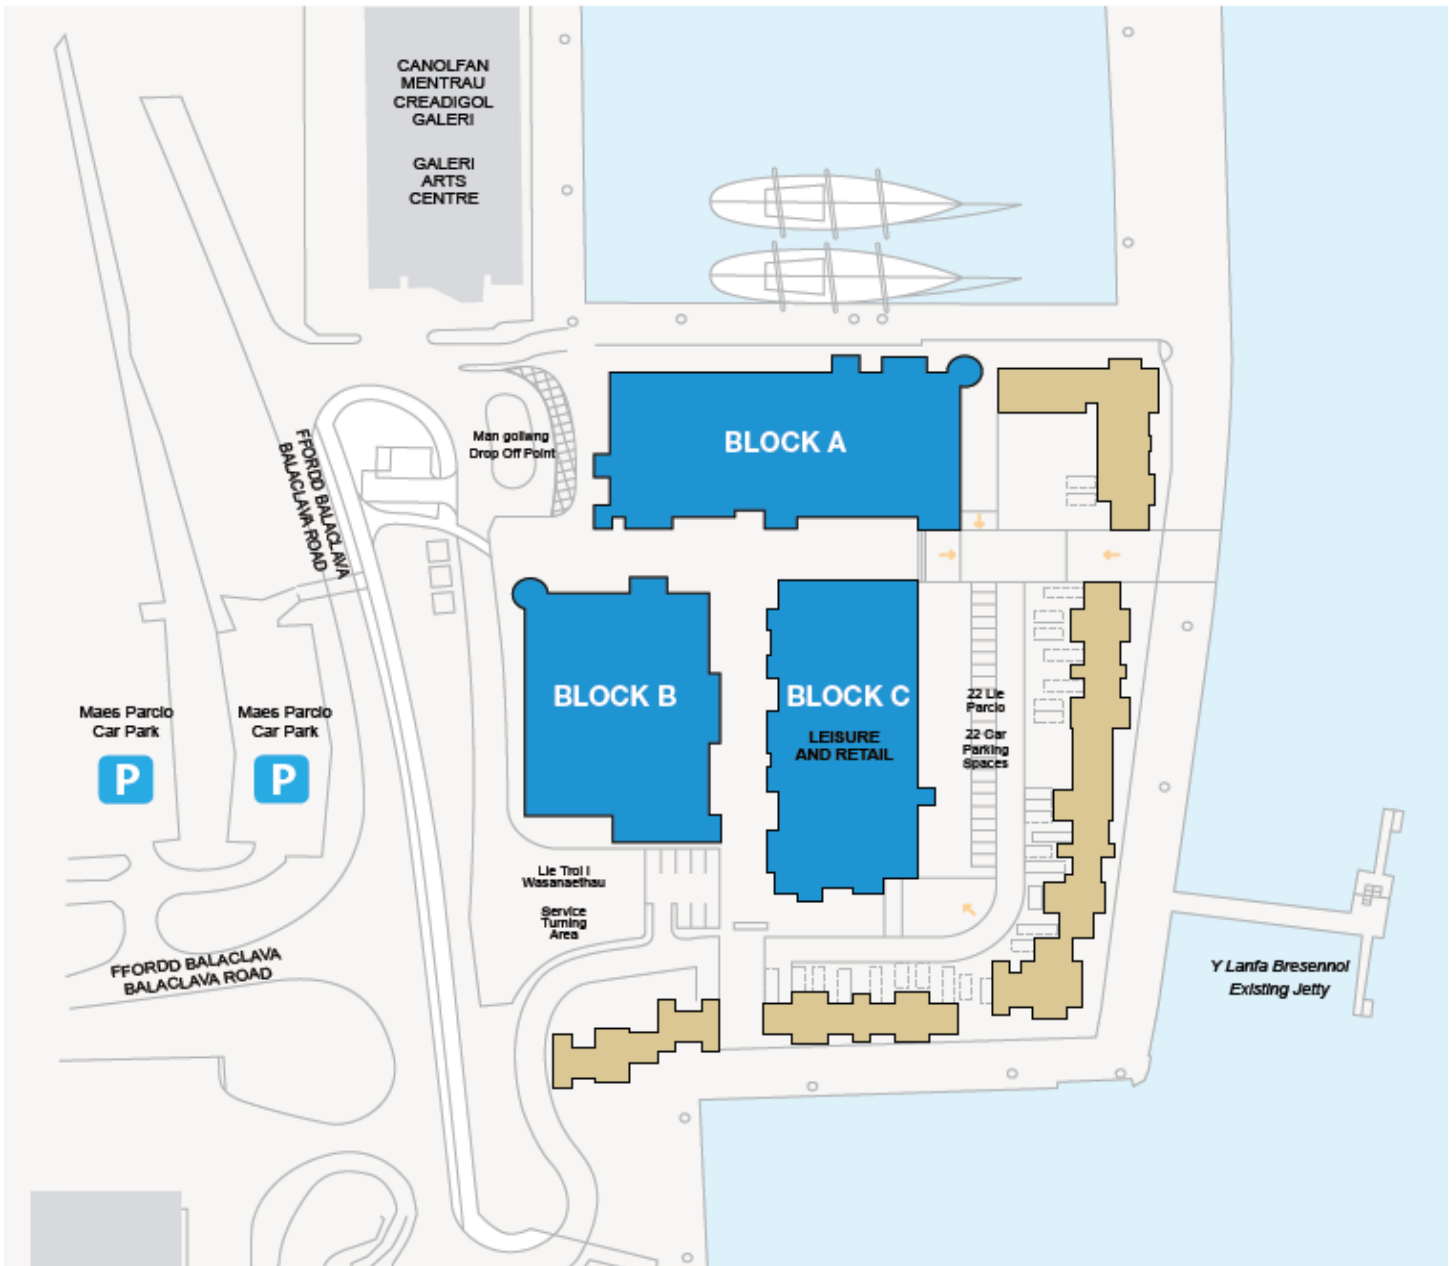 CANOLFAN
MENTRAU
CREADIGOL
GALERI
GALERI
ARTS
CENTRE
Man gollwng
Drop Off Point
BLOCK A
FFORDD BALACLAVA
BALACLAVA ROAD
BLOCK B
BLOCK C
LEISURE
AND RETAIL
22 Lle
Parcio
22 Car
Parking
Spaces
Maes Parcio
Car Park
P
Maes Parcio
Car Park
P
Lle Troi i
Wasanaethau
Service
Turning
Area
FFORDD BALACLAVA
BALACLAVA ROAD
Y Lanfa Bresennol
Existing Jetty